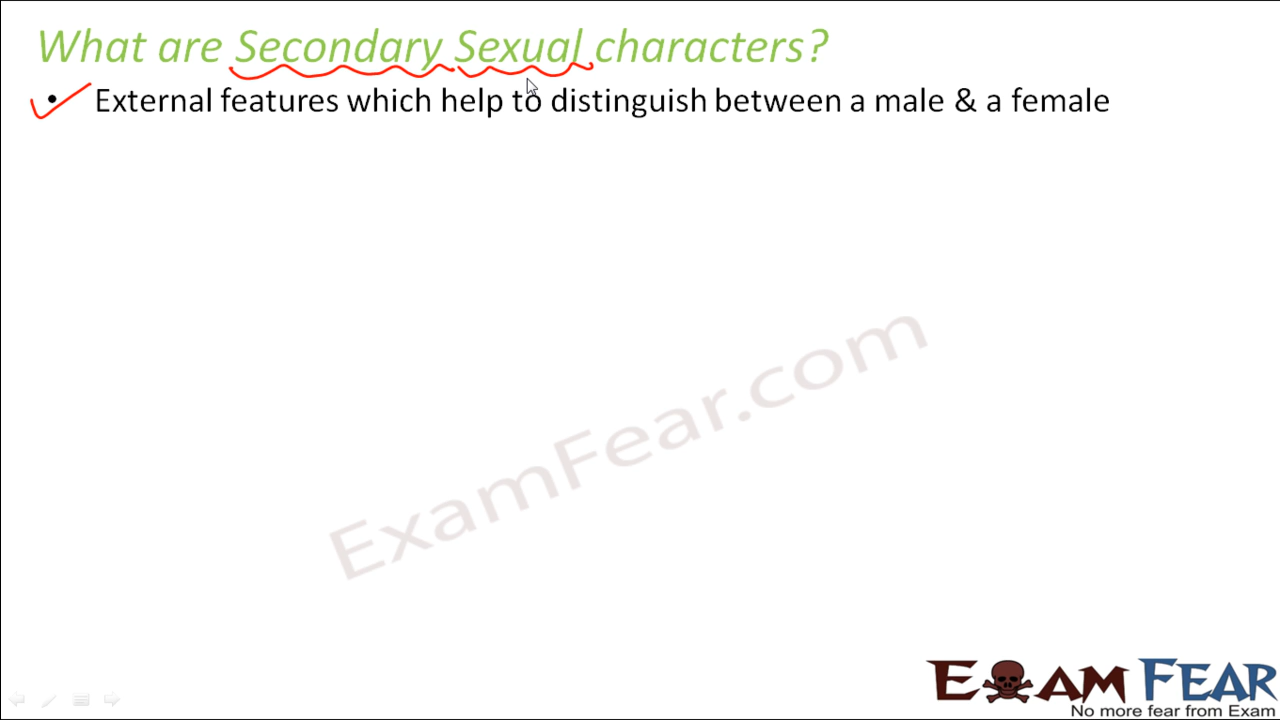 What are Secondary Sexual characters?
• External features which help to distinguish between a male & a female
ExamFear.com
EXAM FEAR
No more fear from Exam